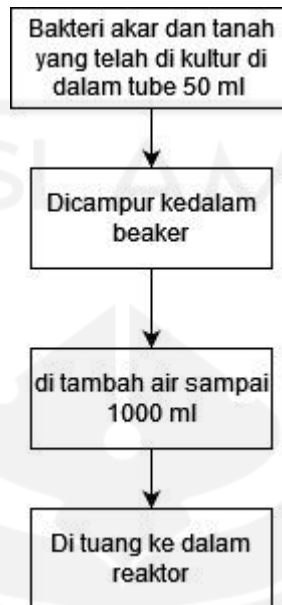 Bakteri akar dan tanah
yang telah di kultur di
dalam tube 50 ml
Dicampur kedalam
beaker
di tambah air sampai
1000 ml
Di tuang ke dalam
reaktor